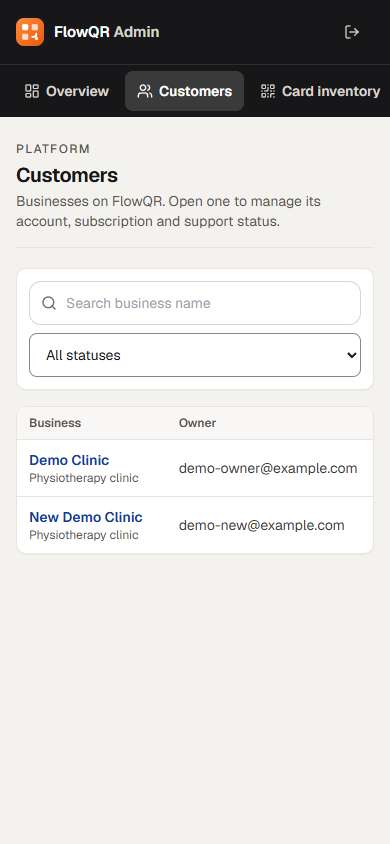 FlowQR Admin
Overview
Customers
Card inventory
PLATFORM
Customers
Businesses on FlowQR. Open one to manage its
account, subscription and support status.
Search business name
All statuses
Business Owner
Demo Clinic
Physiotherapy clinic
demo-owner@example.com
New Demo Clinic
Physiotherapy clinic
demo-new@example.com